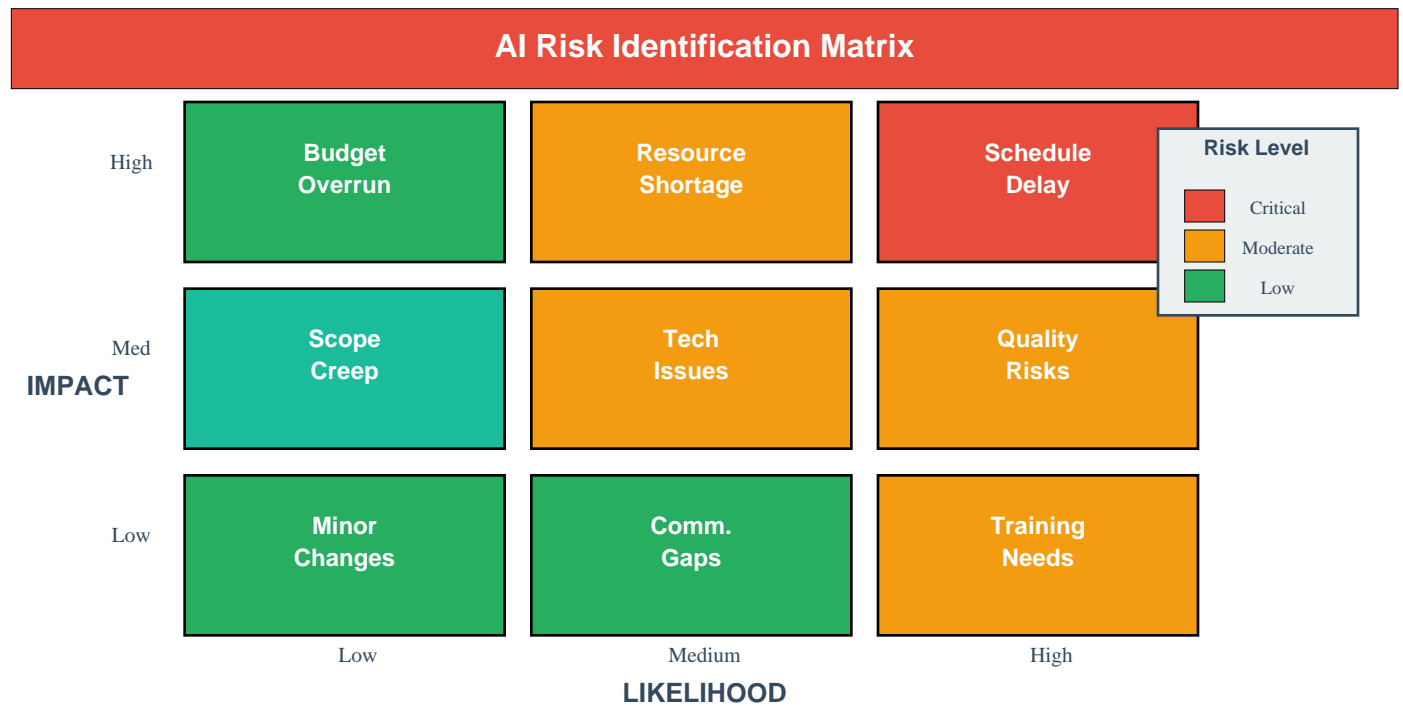 AI Risk Identification Matrix
High
Budget
Overrun
Resource
Shortage
Schedule
Delay
Risk Level
Critical
Moderate
Low
Med
IMPACT
Scope
Creep
Tech
Issues
Quality
Risks
Low
Minor
Changes
Comm.
Gaps
Training
Needs
Low
Medium
High
LIKELIHOOD